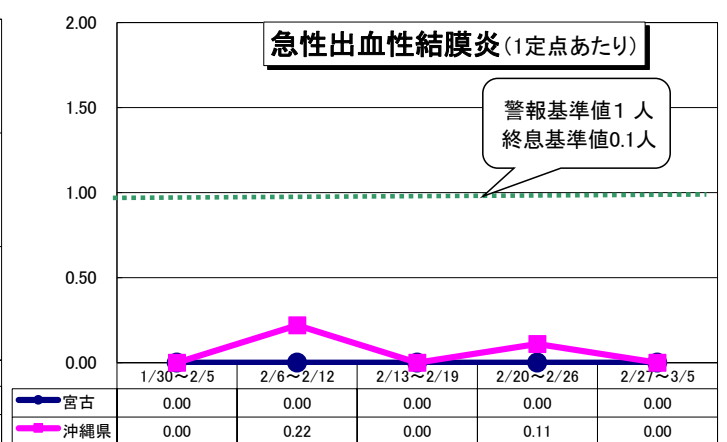 急性出血性結膜炎(1定点あたり)
警報基準値1 人
終息基準値0.1人
2.00
1.50
1.00
0.50
0.00
1/30～2/5 2/6～2/12 2/13～2/19 2/20～2/26 2/27～3/5
宮古 0.00 0.00 0.00 0.00 0.00
沖縄県 0.00 0.22 0.00 0.11 0.00